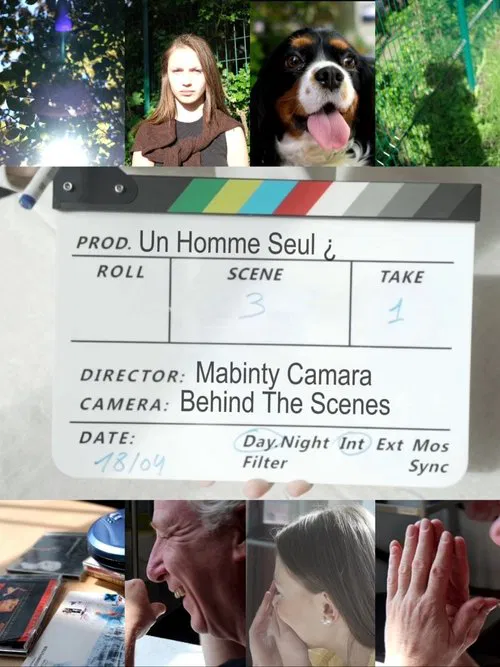 PROD. Un Homme Seul ¿
ROLL SCENE TAKE
3 1
DIRECTOR: Mabinty Camara
CAMERA: Behind The Scenes
DATE: Day.Night Int Ext Mos
18/04 Filter Sync